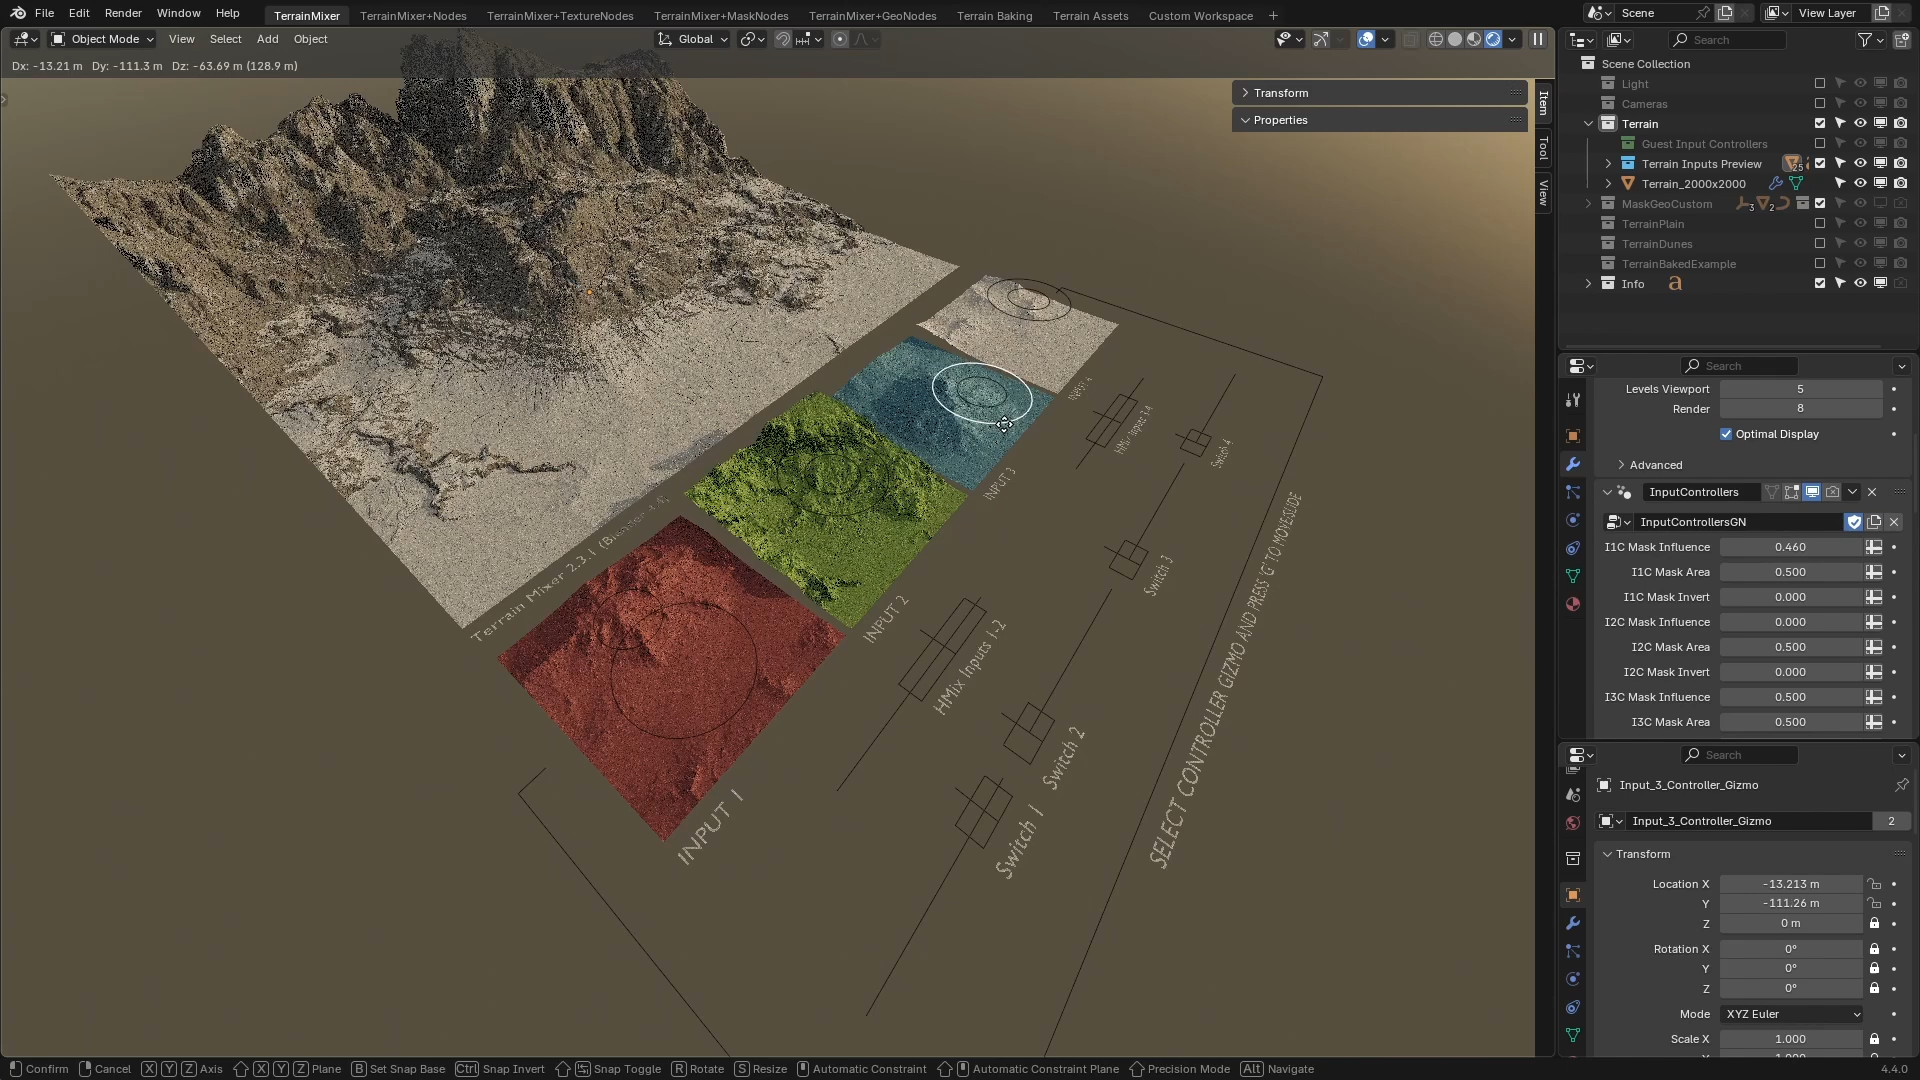 File Edit Render Window Help TerrainMixer TerrainMixer+Nodes TerrainMixer+TextureNodes TerrainMixer+MaskNodes TerrainMixer+GeoNodes Terrain Baking Terrain Assets Custom Workspace + Scene View Layer
Object Mode View Select Add Object Global
Dx: -13.21 m Dy: -111.3 m Dz: -63.69 m (128.9 m)
Transform
Properties
Item
Tool
View
INPUT 3
Switch 4
Switch 3
Terrain Mixer 2.3.1
INPUT 2
HMix Inputs 1-2
Switch 2
INPUT 1
Switch 1
SELECT CONTROLLER GIZMO AND PRESS 'G' TO MOVE/SLIDE
Search
Scene Collection
Light
Cameras
Terrain
Guest Input Controllers
Terrain Inputs Preview 25
Terrain_2000x2000
MaskGeoCustom 3 2
TerrainPlain
TerrainDunes
TerrainBakedExample
Info a
Search
Levels Viewport 5
Render 8
Optimal Display
Advanced
InputControllers
InputControllersGN
I1C Mask Influence 0.460
I1C Mask Area 0.500
I1C Mask Invert 0.000
I2C Mask Influence 0.000
I2C Mask Area 0.500
I2C Mask Invert 0.000
I3C Mask Influence 0.500
I3C Mask Area 0.500
Search
Input_3_Controller_Gizmo
Input_3_Controller_Gizmo 2
Transform
Location X -13.213 m
Y -111.26 m
Z 0 m
Rotation X 0°
Y 0°
Z 0°
Mode XYZ Euler
Scale X 1.000
Confirm Cancel X Y Z Axis X Y Z Plane B Set Snap Base Ctrl Snap Invert Snap Toggle R Rotate S Resize Automatic Constraint Automatic Constraint Plane Precision Mode Alt Navigate 4.4.0